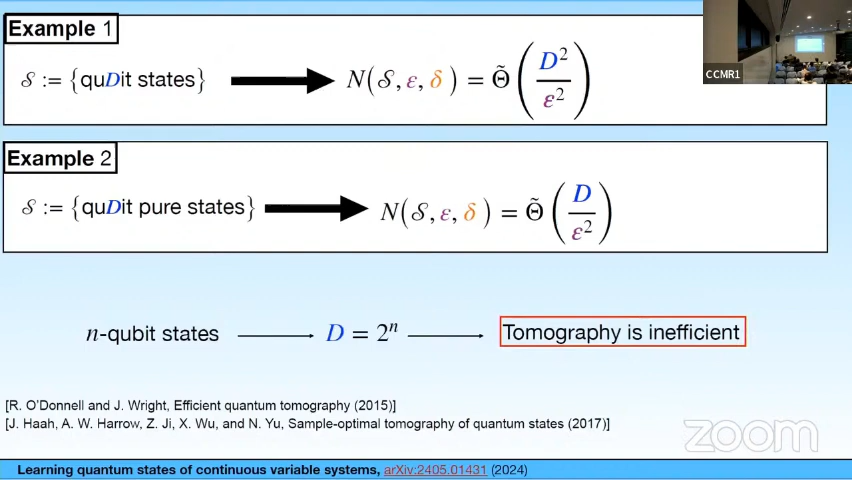 Example 1
𝒮 := {quDit states} ⟶ N(𝒮, ε, δ) = Θ̃(D²/ε²)
CCMR1
Example 2
𝒮 := {quDit pure states} ⟶ N(𝒮, ε, δ) = Θ̃(D/ε²)
n-qubit states ⟶ D = 2ⁿ ⟶ Tomography is inefficient
[R. O'Donnell and J. Wright, Efficient quantum tomography (2015)]
[J. Haah, A. W. Harrow, Z. Ji, X. Wu, and N. Yu, Sample-optimal tomography of quantum states (2017)]
zoom
Learning quantum states of continuous variable systems, arXiv:2405.01431 (2024)